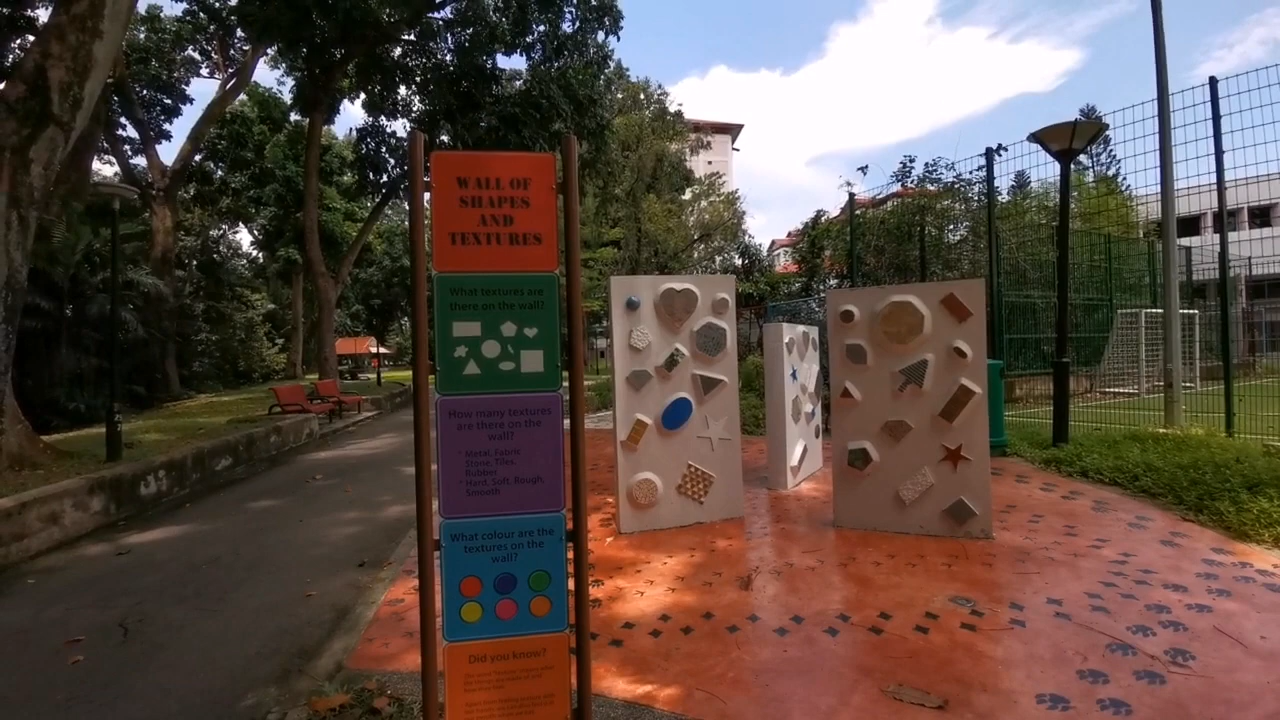 WALL OF
SHAPES
AND
TEXTURES
What textures are
there on the wall?
How many textures
are there on the
wall?
* Metal, Fabric
Stone, Tiles,
Rubber
* Hard, Soft, Rough,
Smooth
What colour are the
textures on the
wall?
Did you know?